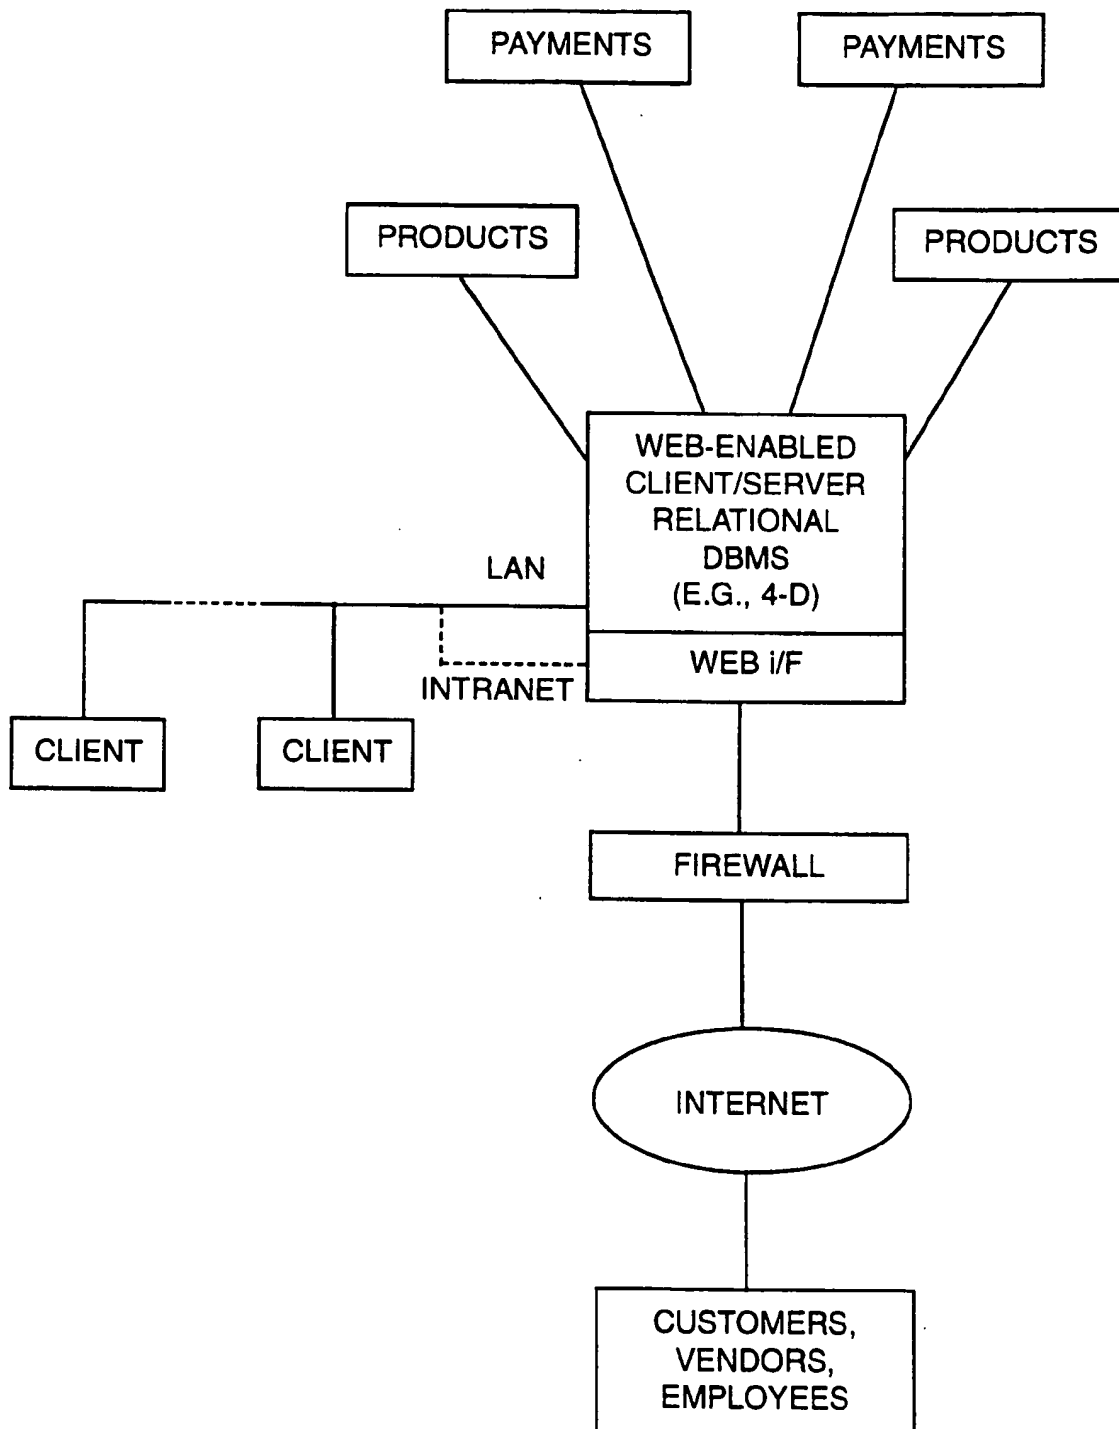 PAYMENTS
PAYMENTS
PRODUCTS
PRODUCTS
WEB-ENABLED
CLIENT/SERVER
RELATIONAL
DBMS
(E.G., 4-D)
LAN
WEB i/F
INTRANET
CLIENT
CLIENT
FIREWALL
INTERNET
CUSTOMERS,
VENDORS,
EMPLOYEES